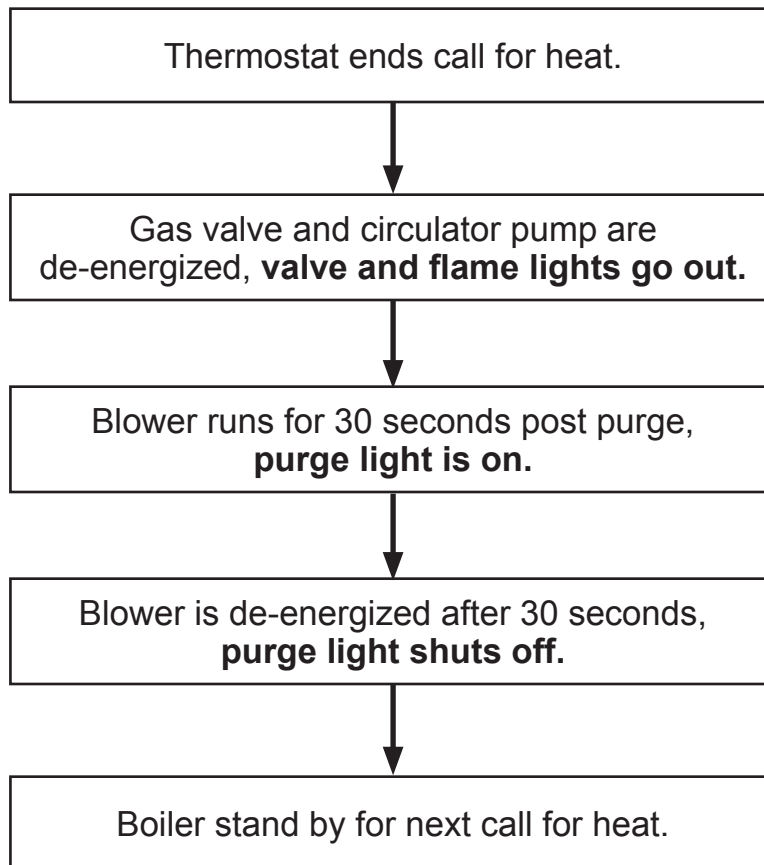 Thermostat ends call for heat.
Gas valve and circulator pump are
de-energized, valve and flame lights go out.
Blower runs for 30 seconds post purge,
purge light is on.
Blower is de-energized after 30 seconds,
purge light shuts off.
Boiler stand by for next call for heat.